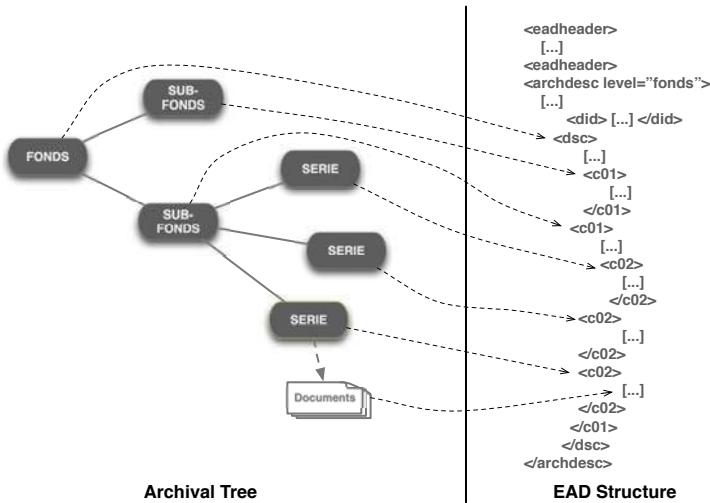 SUB-
FONDS
FONDS
SERIE
SUB-
FONDS
SERIE
SERIE
Documents
Archival Tree
<eadheader>
[...]
<eadheader>
<archdesc level="fonds">
[...]
<did> [...] </did>
<dsc>
[...]
<c01>
[...]
</c01>
<c01>
[...]
<c02>
[...]
</c02>
<c02>
[...]
</c02>
<c02>
[...]
</c02>
</c01>
</dsc>
</archdesc>
EAD Structure